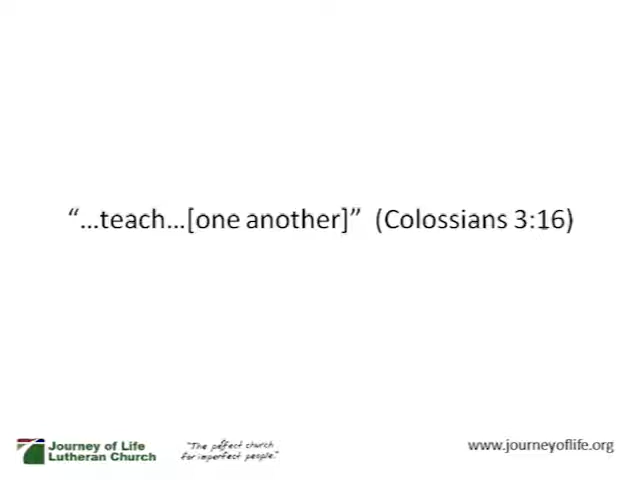 “…teach…[one another]” (Colossians 3:16)
Journey of Life
Lutheran Church
"The perfect church
for imperfect people."
www.journeyoflife.org